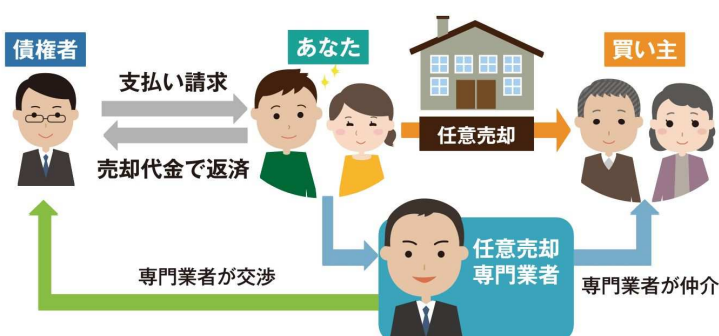 債権者
あなた
買い主
支払い請求
売却代金で返済
任意売却
任意売却
専門業者
専門業者が交渉
専門業者が仲介